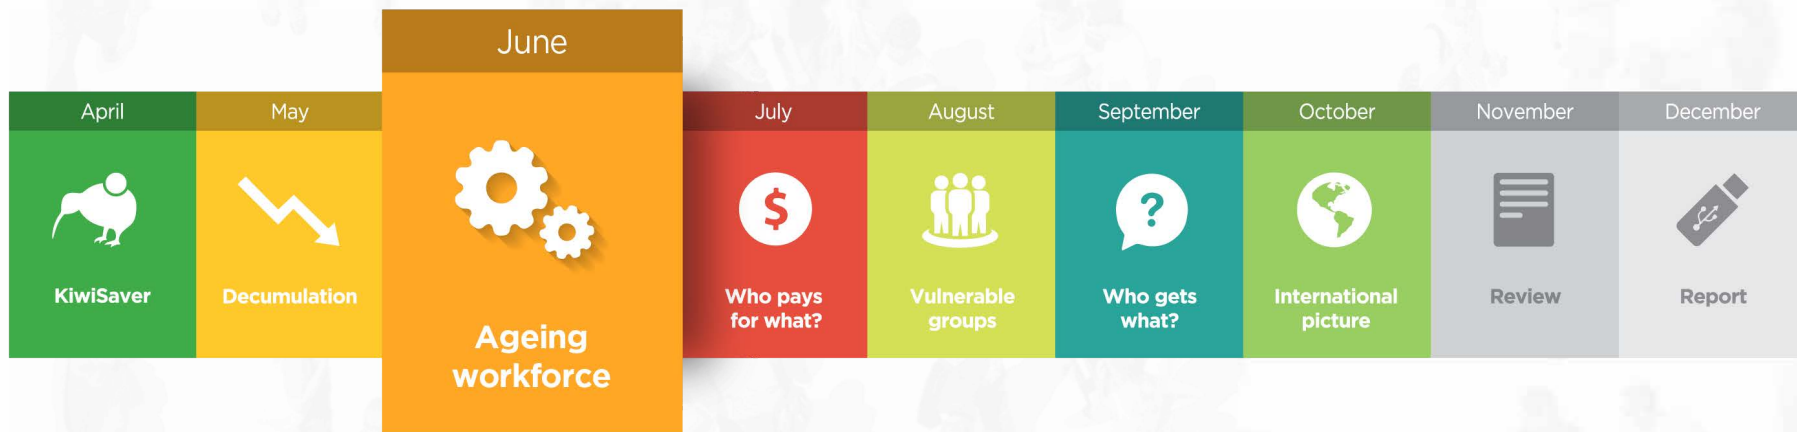 June
April
May
July
August
September
October
November
December
$
?
KiwiSaver
Decumulation
Ageing
workforce
Who pays
for what?
Vulnerable
groups
Who gets
what?
International
picture
Review
Report